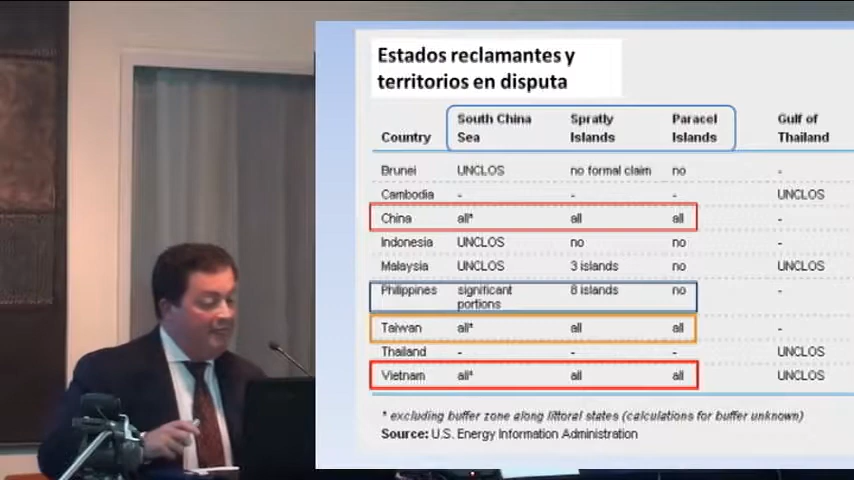 Estados reclamantes y
territorios en disputa
Country South China Sea Spratly Islands Paracel Islands Gulf of Thailand
Brunei UNCLOS no formal claim no -
Cambodia - - - UNCLOS
China all* all all -
Indonesia UNCLOS no no -
Malaysia UNCLOS 3 islands no UNCLOS
Philippines significant portions 8 islands no -
Taiwan all* all all -
Thailand - - - UNCLOS
Vietnam all* all all UNCLOS
* excluding buffer zone along littoral states (calculations for buffer unknown)
Source: U.S. Energy Information Administration